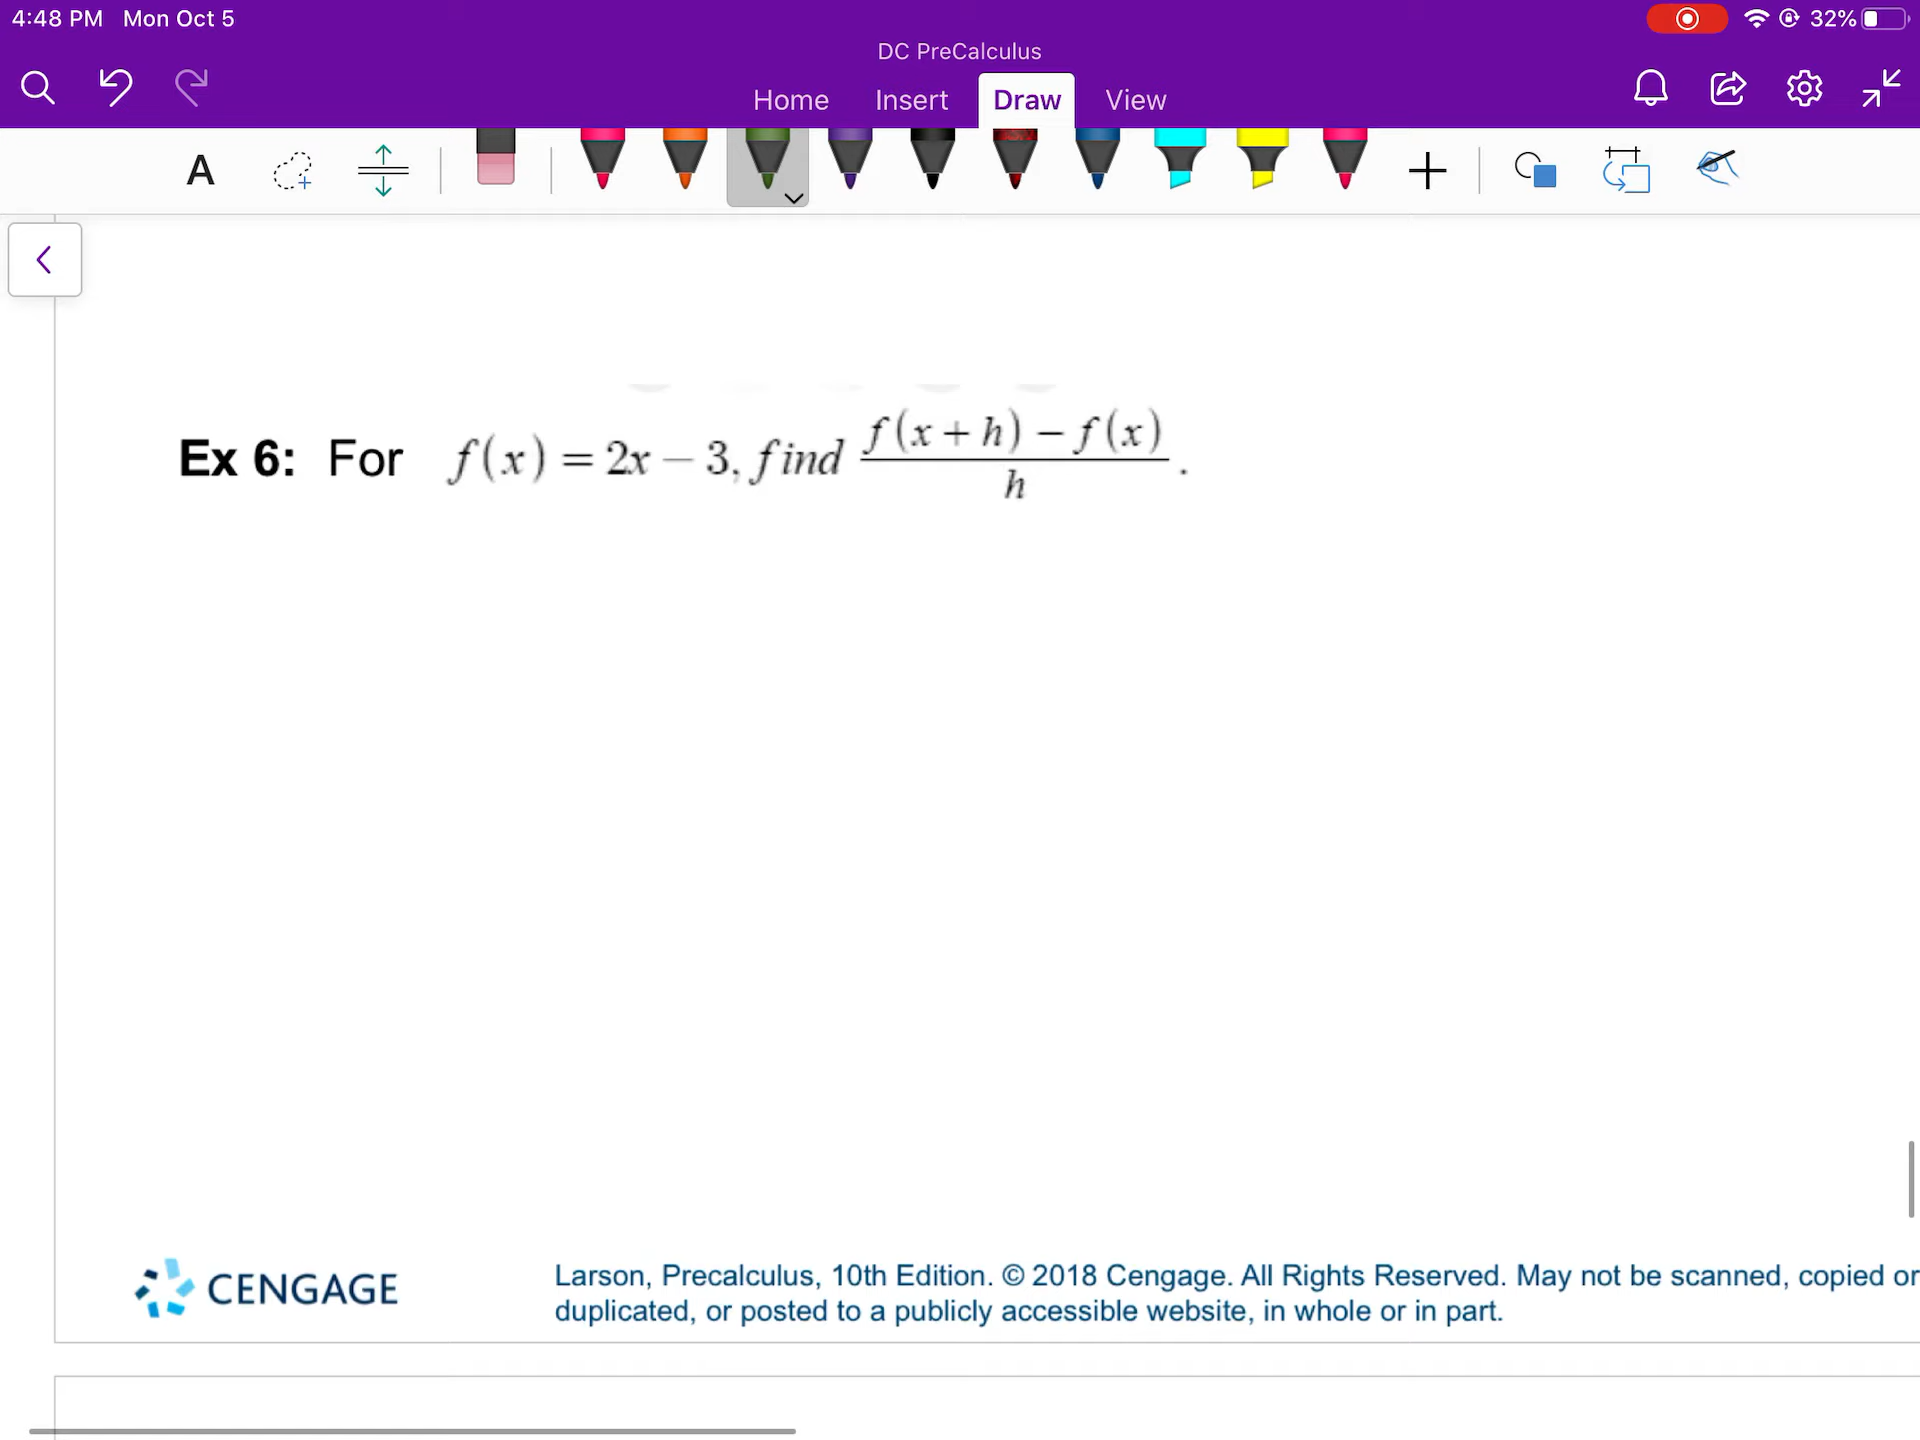 4:48 PM Mon Oct 5
32%
DC PreCalculus
Home Insert Draw View
A
Ex 6: For f(x) = 2x – 3, find \frac{f(x+h) – f(x)}{h}.
CENGAGE
Larson, Precalculus, 10th Edition. © 2018 Cengage. All Rights Reserved. May not be scanned, copied or
duplicated, or posted to a publicly accessible website, in whole or in part.